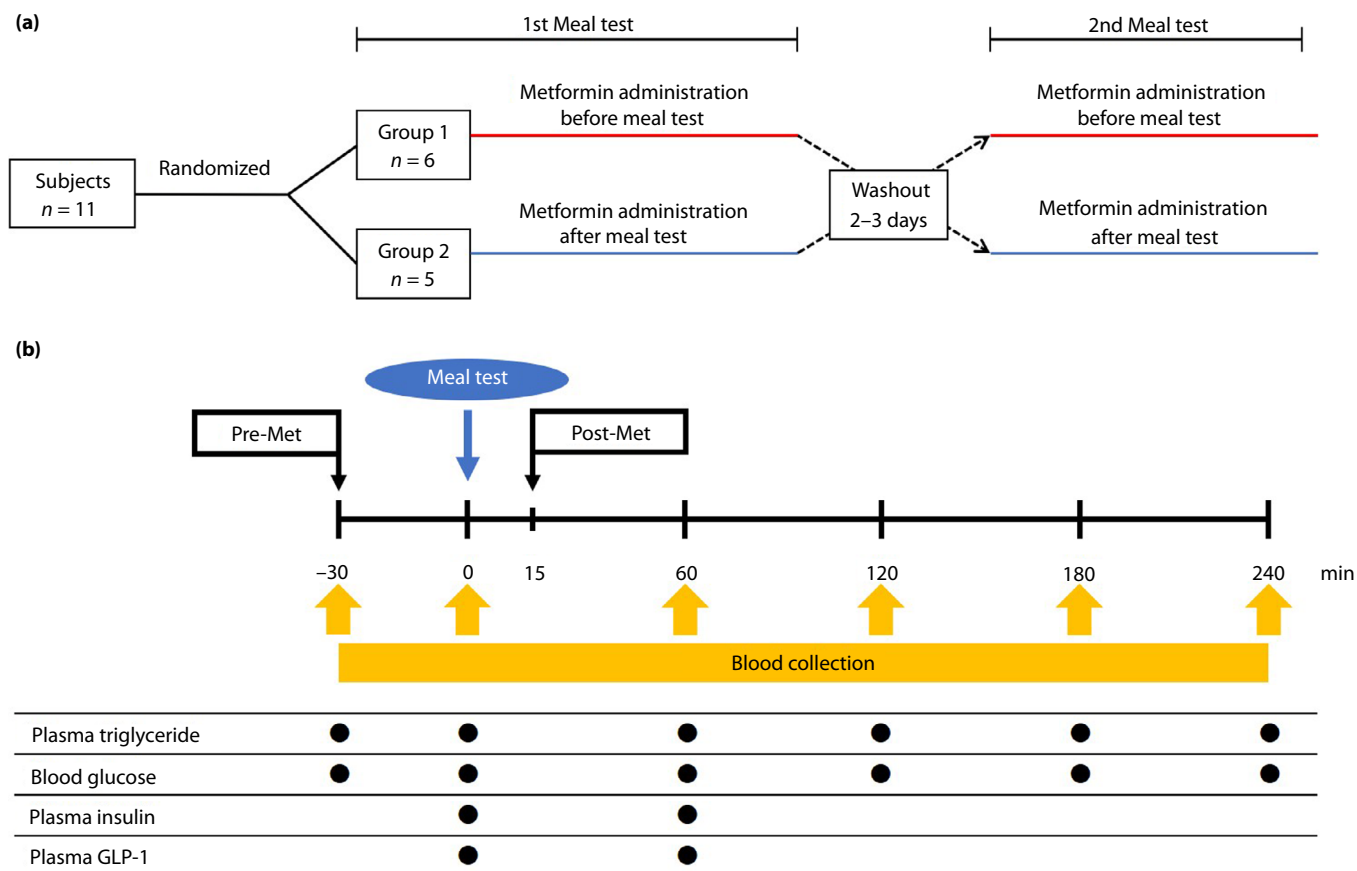 (a)
1st Meal test
2nd Meal test
Subjects
n = 11
Randomized
Group 1
n = 6
Metformin administration
before meal test
Group 2
n = 5
Metformin administration
after meal test
Washout
2–3 days
Metformin administration
before meal test
Metformin administration
after meal test
(b)
Meal test
Pre-Met
Post-Met
–30 0 15 60 120 180 240 min
Blood collection
Plasma triglyceride
Blood glucose
Plasma insulin
Plasma GLP-1